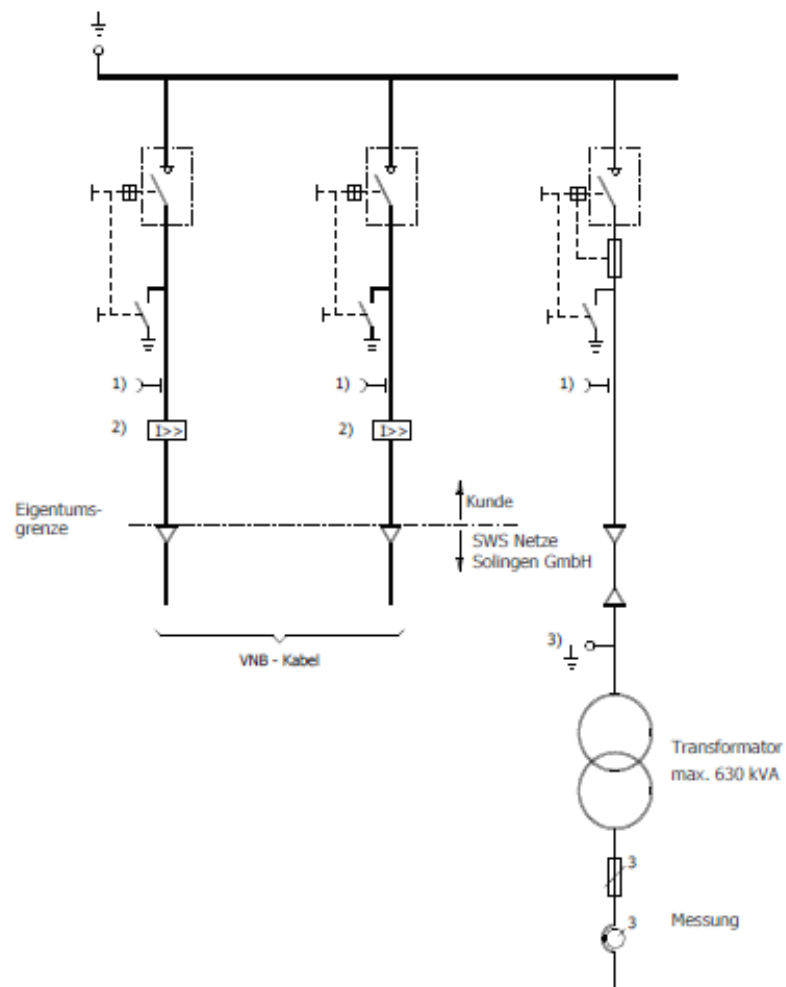 1)
1)
1)
2)
I>>
2)
I>>
Eigentums-
grenze
Kunde
SWS Netze
Solingen GmbH
VNB - Kabel
3)
Transformator
max. 630 kVA
3
3
Messung